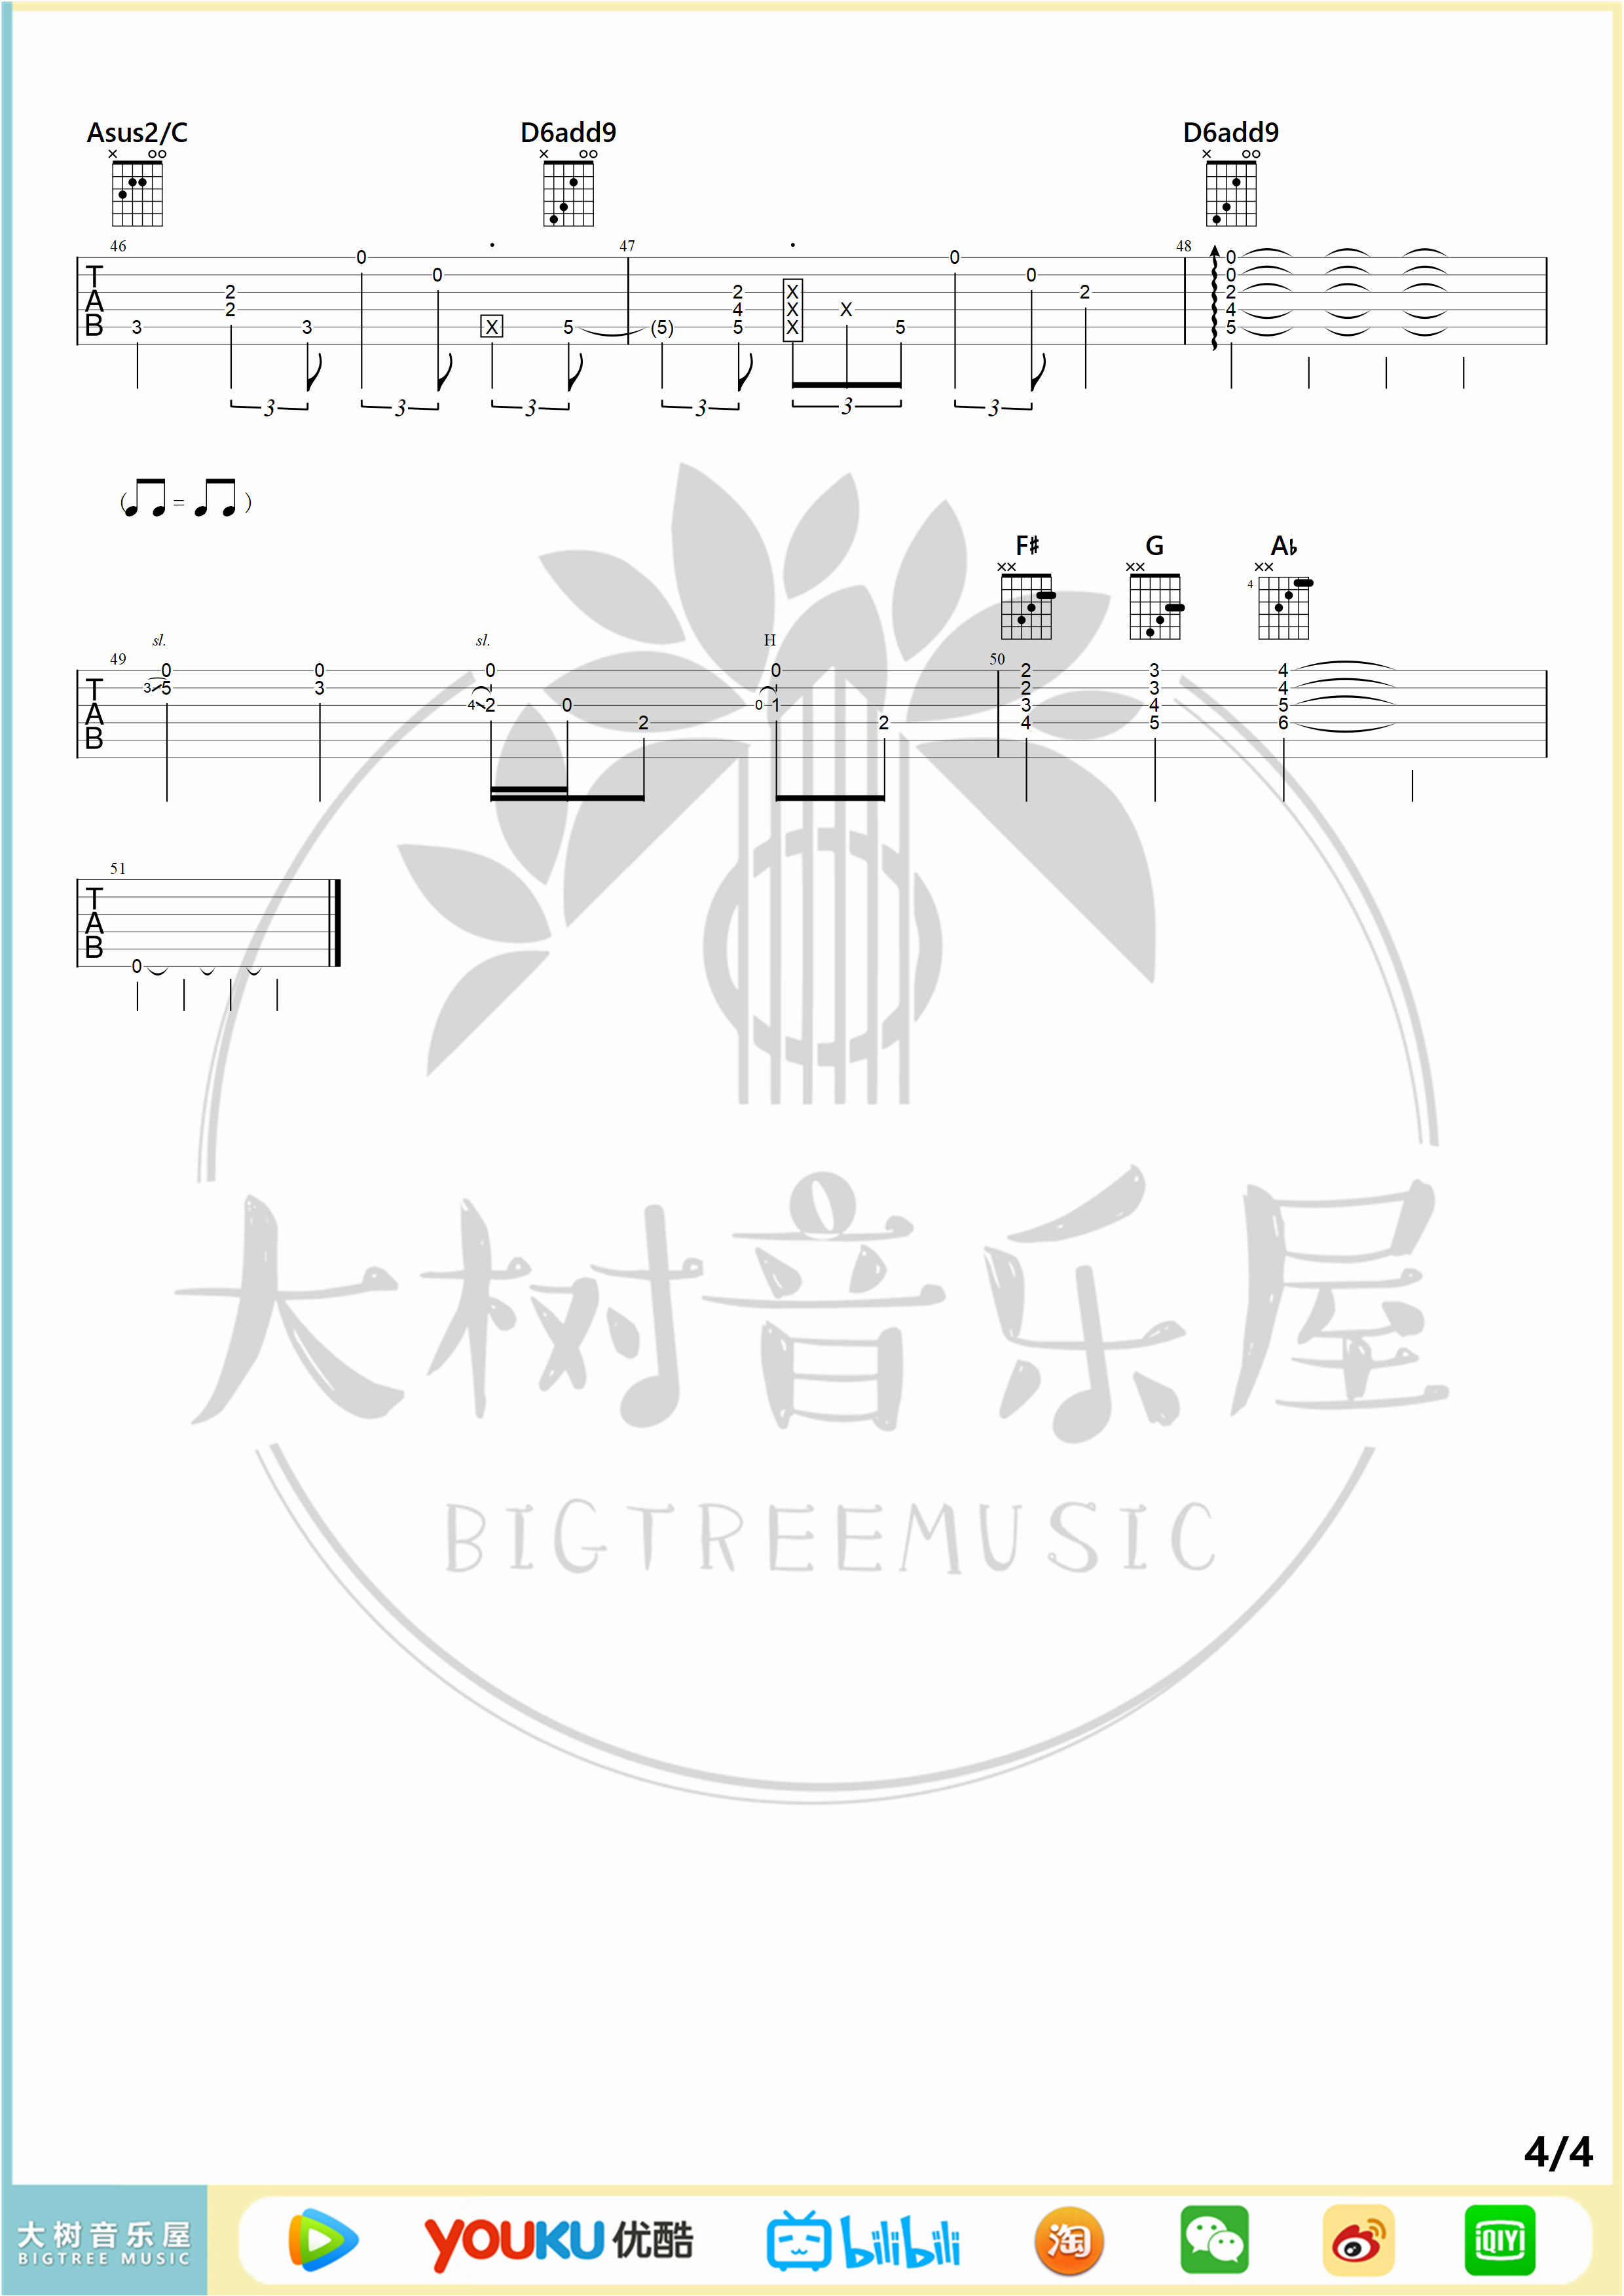 Asus2/C D6add9 D6add9
× ○○ × ○○ × ○○
46 47 48
T A B
3 2 2 3 0 0 X 5 (5) 2 4 5 X X X X 5 0 0 2 0 0 2 4 5
3 3 3 3 3 3
(♫ = ♫)
F♯ G A♭
×× ×× ××
4
sl. sl. H
49 50
T A B
3 0 5 0 3 0 4 2 0 2 0 0 1 2 2 2 3 4 3 3 4 5 4 4 5 6
51
T A B
0
大树音乐屋
BIGTREEMUSIC
4/4
大树音乐屋
BIGTREE MUSIC
YOUKU 优酷
bilibili
淘
iQIYI